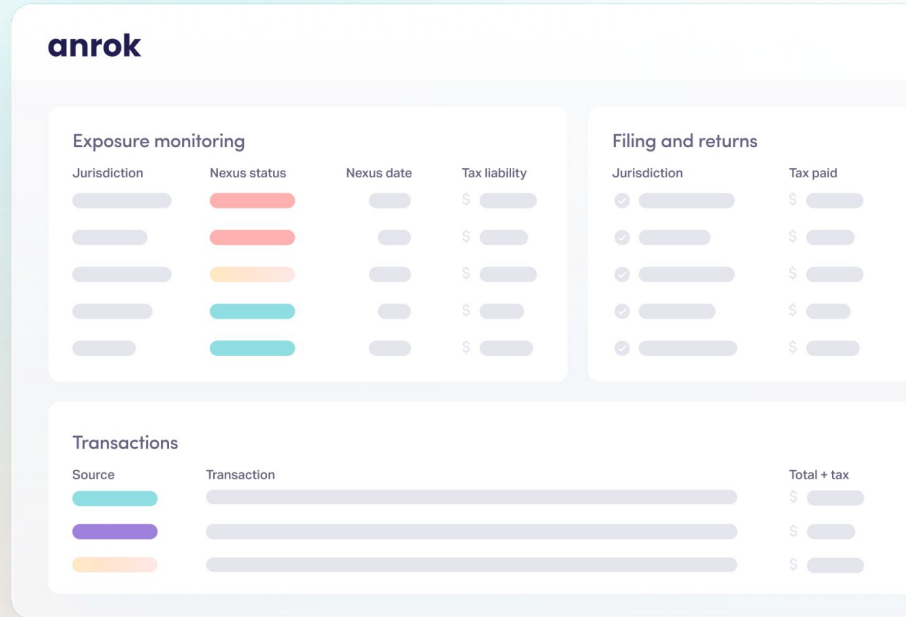 anrok
Exposure monitoring
Jurisdiction Nexus status Nexus date Tax liability
$
$
$
$
$
Filing and returns
Jurisdiction Tax paid
$
$
$
$
$
Transactions
Source Transaction Total + tax
$
$
$